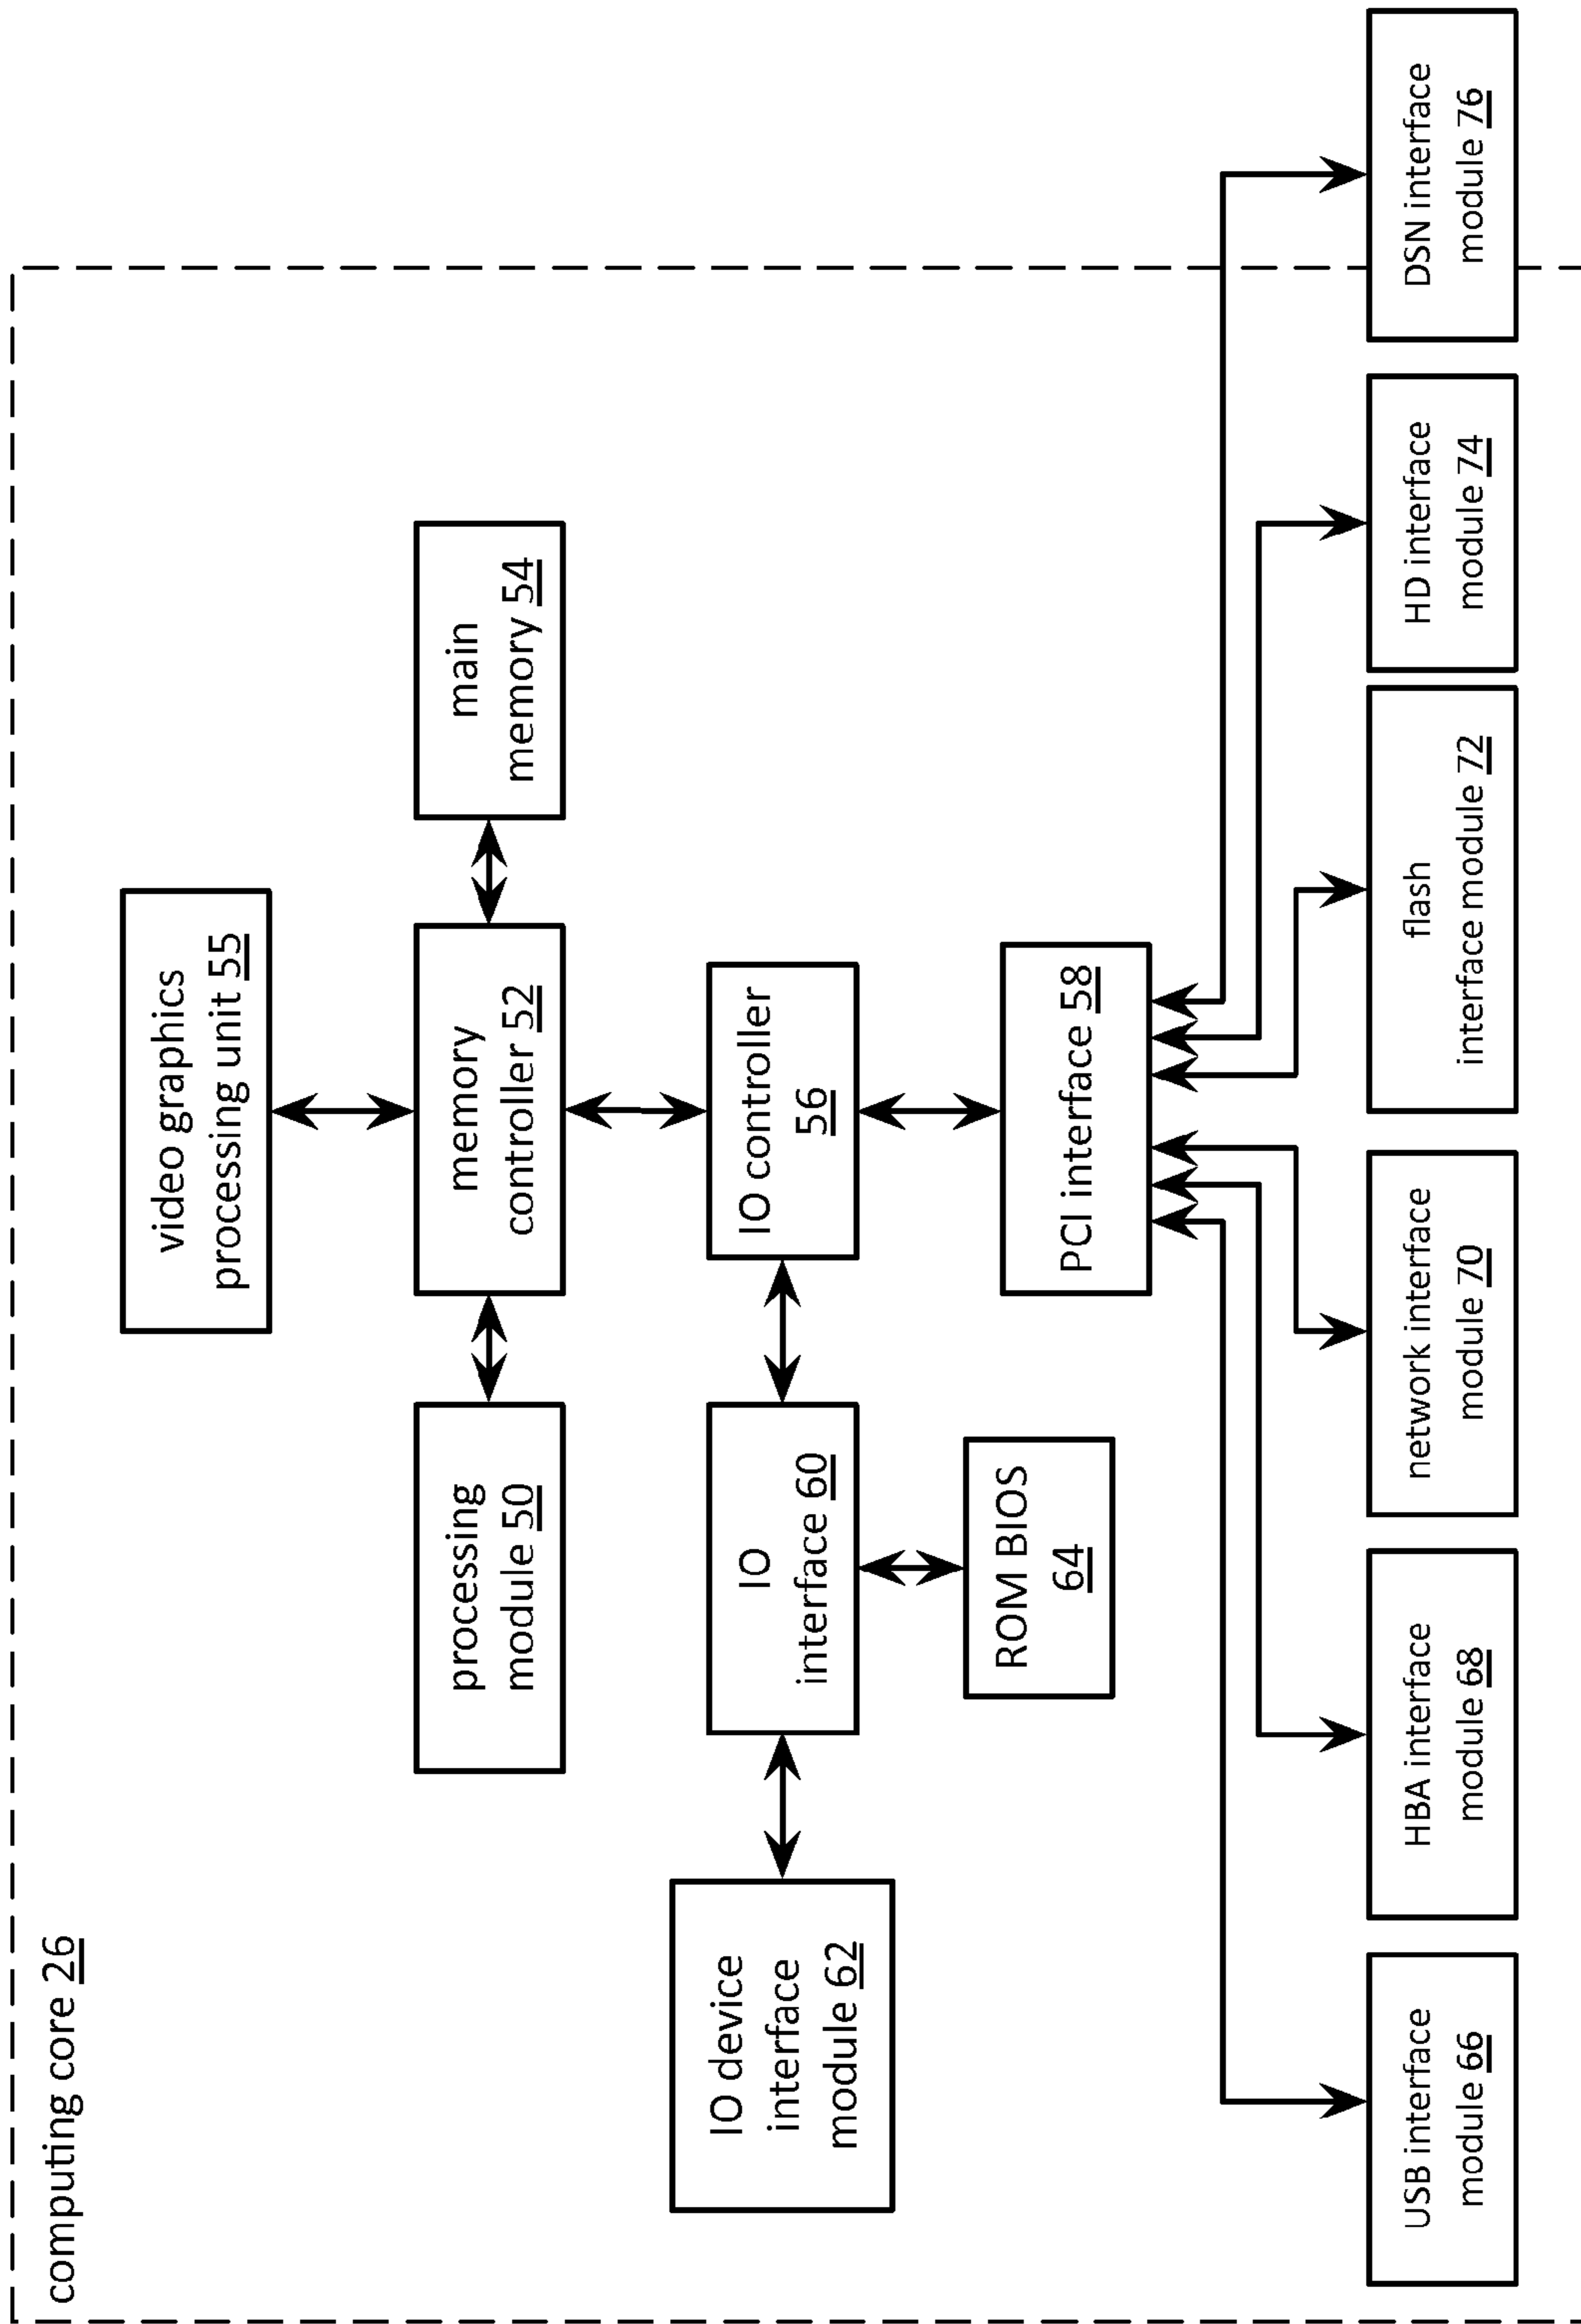 computing core 26
video graphics
processing unit 55
processing
module 50
memory
controller 52
main
memory 54
IO device
interface
module 62
IO
interface 60
IO controller
56
ROM BIOS
64
PCI interface 58
USB interface
module 66
HBA interface
module 68
network interface
module 70
flash
interface module 72
HD interface
module 74
DSN interface
module 76